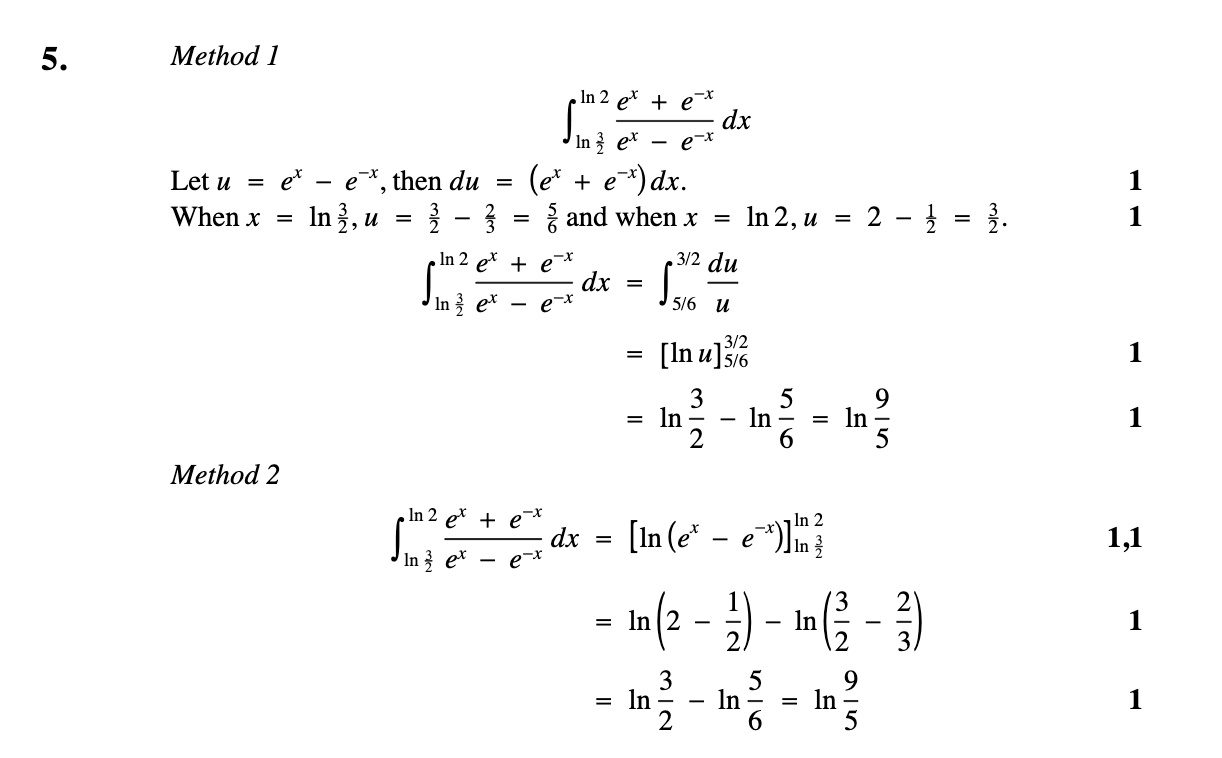 5. Method 1
∫_{ln 3/2}^{ln 2} (e^x + e^{−x})/(e^x − e^{−x}) dx
Let u = e^x − e^{−x}, then du = (e^x + e^{−x})dx. 1
When x = ln 3/2, u = 3/2 − 2/3 = 5/6 and when x = ln 2, u = 2 − 1/2 = 3/2. 1
∫_{ln 3/2}^{ln 2} (e^x + e^{−x})/(e^x − e^{−x}) dx = ∫_{5/6}^{3/2} du/u
= [ln u]_{5/6}^{3/2} 1
= ln 3/2 − ln 5/6 = ln 9/5 1
Method 2
∫_{ln 3/2}^{ln 2} (e^x + e^{−x})/(e^x − e^{−x}) dx = [ln (e^x − e^{−x})]_{ln 3/2}^{ln 2} 1,1
= ln(2 − 1/2) − ln(3/2 − 2/3) 1
= ln 3/2 − ln 5/6 = ln 9/5 1